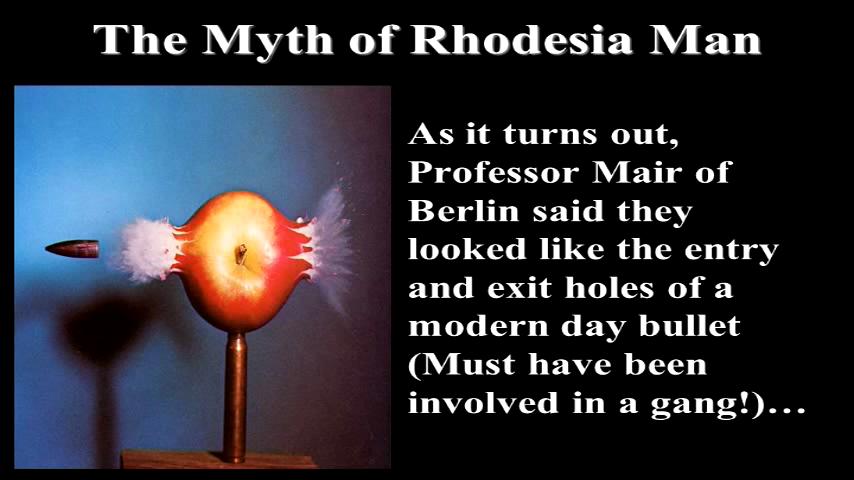 The Myth of Rhodesia Man
As it turns out,
Professor Mair of
Berlin said they
looked like the entry
and exit holes of a
modern day bullet
(Must have been
involved in a gang!)…